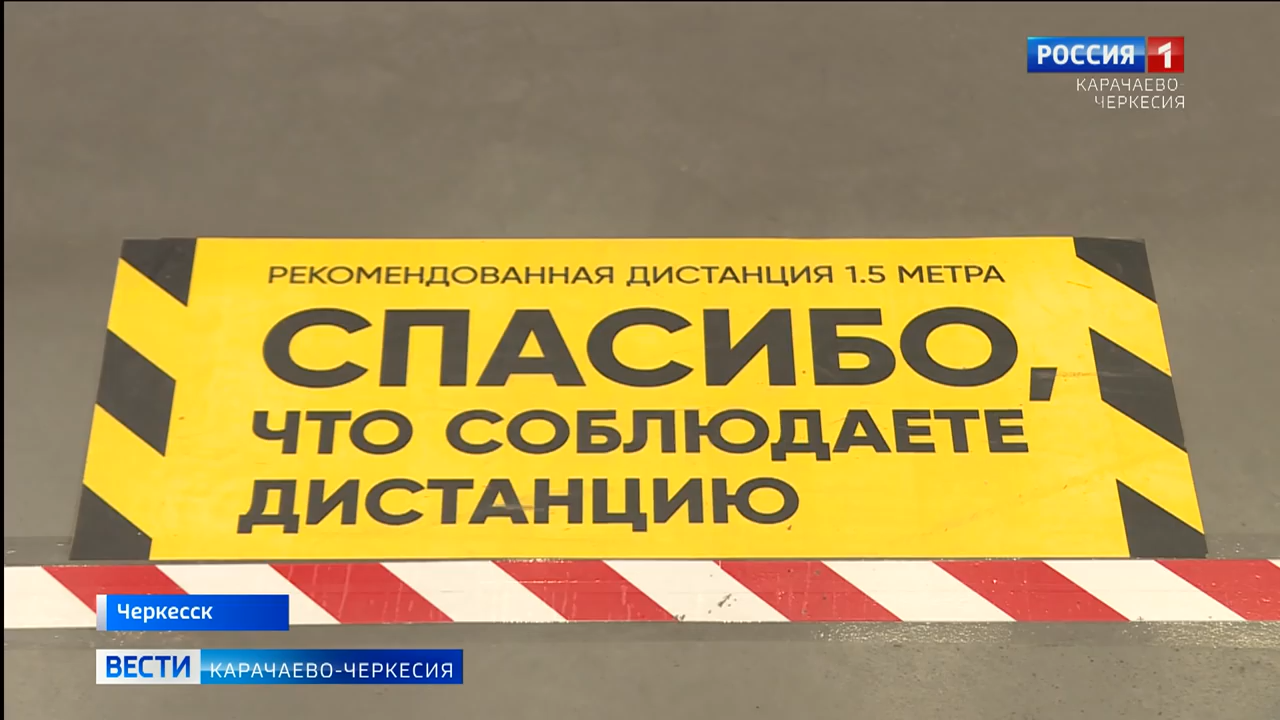 РОССИЯ 1
КАРАЧАЕВО-
ЧЕРКЕСИЯ
РЕКОМЕНДОВАННАЯ ДИСТАНЦИЯ 1.5 МЕТРА
СПАСИБО,
ЧТО СОБЛЮДАЕТЕ
ДИСТАНЦИЮ
Черкесск
ВЕСТИ КАРАЧАЕВО-ЧЕРКЕСИЯ